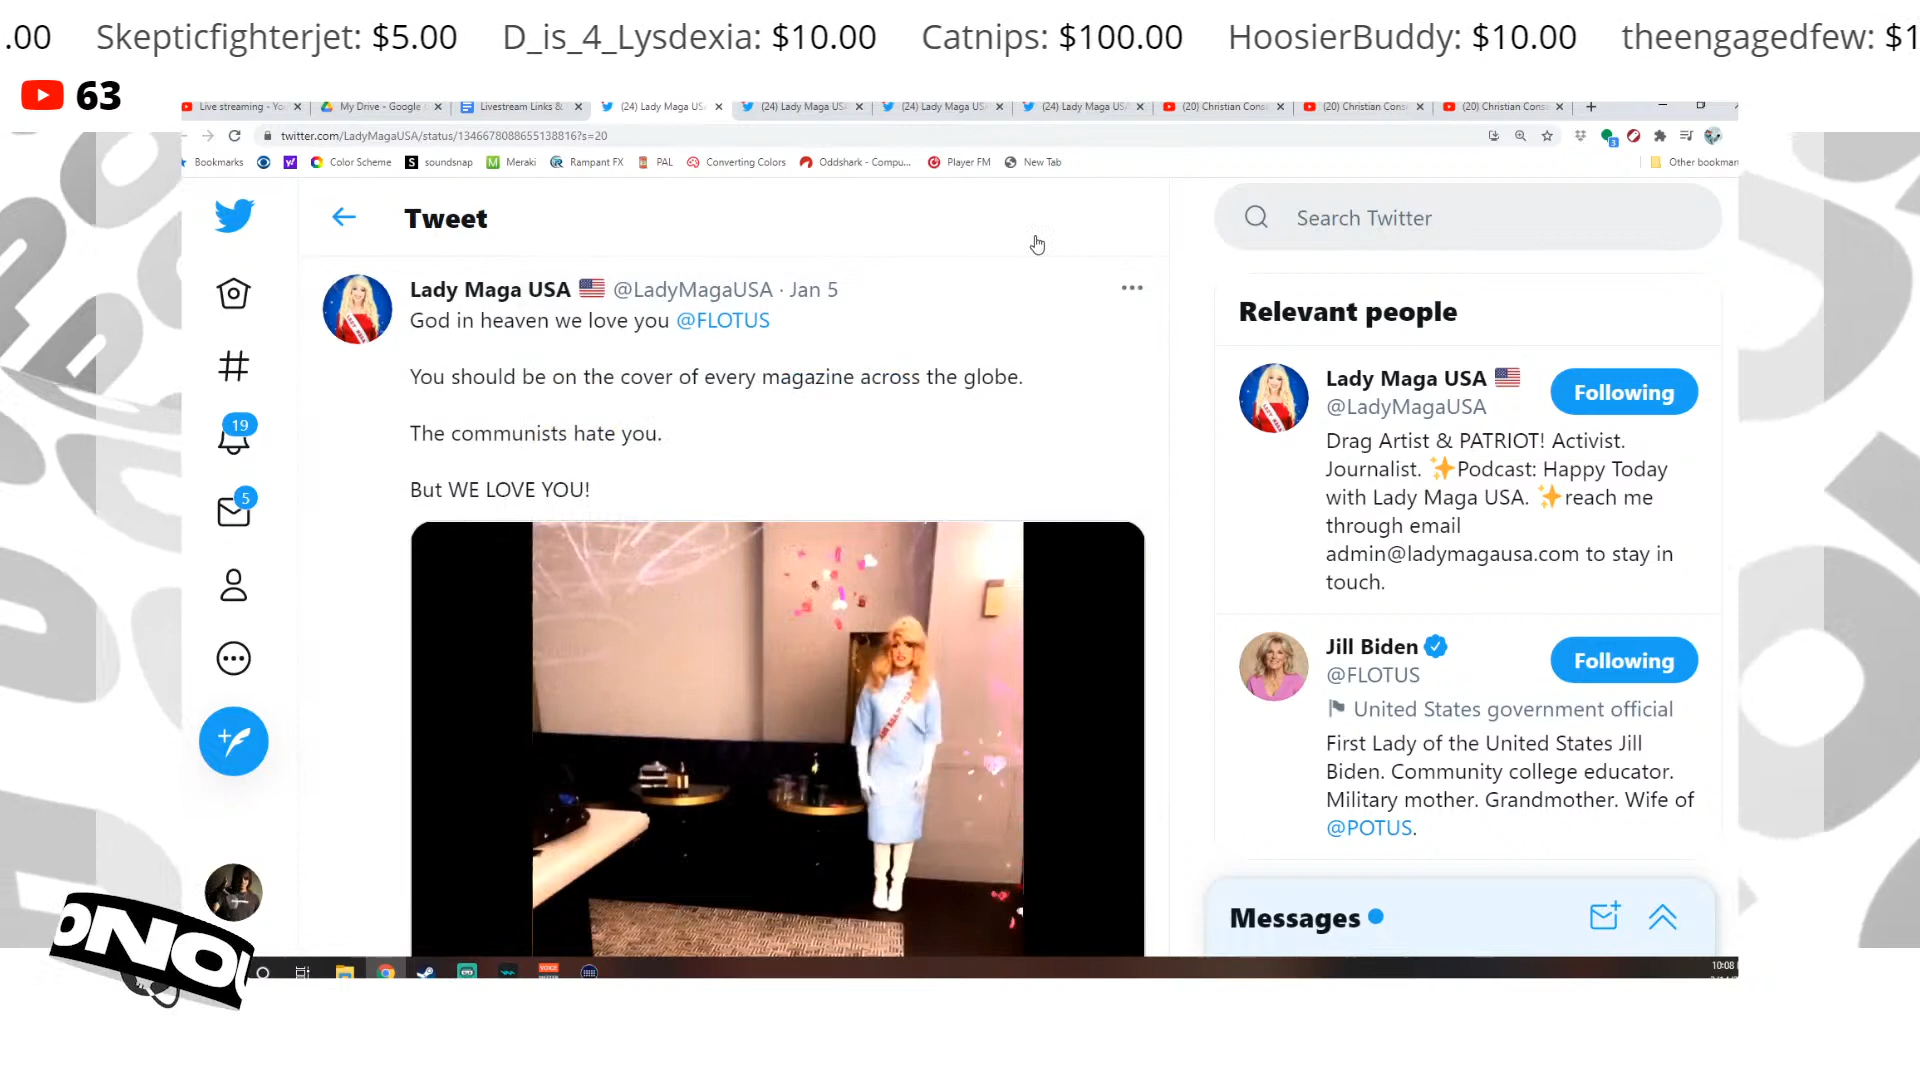 .00 Skepticfighterjet: $5.00 D_is_4_Lysdexia: $10.00 Catnips: $100.00 HoosierBuddy: $10.00 theengagedfew: $1
63
Live streaming - Yo (24) My Drive - Google Livestream Links & (24) Lady Maga US (24) Lady Maga US (24) Lady Maga US (24) Lady Maga US (20) Christian Cons (20) Christian Cons (20) Christian Cons
twitter.com/LadyMagaUSA/status/1346678088655138816?s=20
Bookmarks Color Scheme soundsnap Meraki Rampant FX PAL Converting Colors Oddshark - Compu... Player FM New Tab Other bookmar
Tweet
Search Twitter
Lady Maga USA 🇺🇸 @LadyMagaUSA · Jan 5
God in heaven we love you @FLOTUS
You should be on the cover of every magazine across the globe.
The communists hate you.
But WE LOVE YOU!
19
5
Relevant people
Lady Maga USA 🇺🇸
@LadyMagaUSA
Following
Drag Artist & PATRIOT! Activist.
Journalist. ✨Podcast: Happy Today
with Lady Maga USA. ✨reach me
through email
admin@ladymagausa.com to stay in
touch.
Jill Biden
@FLOTUS
Following
United States government official
First Lady of the United States Jill
Biden. Community college educator.
Military mother. Grandmother. Wife of
@POTUS.
Messages
ONO
10:08